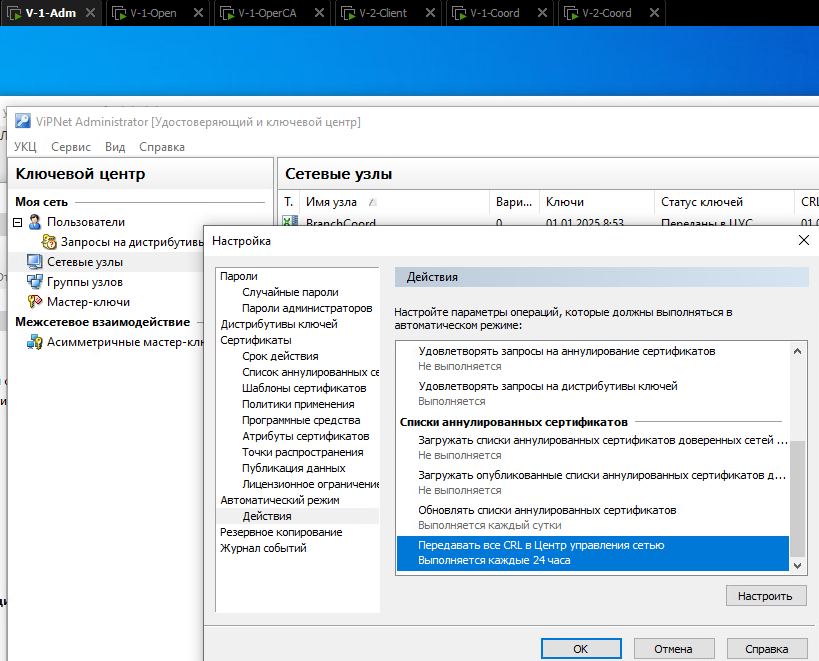 V-1-Adm
V-1-Open
V-1-OperCA
V-2-Client
V-1-Coord
V-2-Coord
ViPNet Administrator [Удостоверяющий и ключевой центр]
УКЦ Сервис Вид Справка
Ключевой центр
Моя сеть
Пользователи
Запросы на дистрибутивы
Сетевые узлы
Группы узлов
Мастер-ключи
Межсетевое взаимодействие
Асимметричные мастер-клю
Сетевые узлы
Т. Имя узла Вари... Ключи Статус ключей CRL
BranchCoord 0 01.01.2025 8:53 Переданы в ЦУС 01.0
Настройка
Пароли
Случайные пароли
Пароли администраторов
Дистрибутивы ключей
Сертификаты
Срок действия
Список аннулированных се
Шаблоны сертификатов
Политики применения
Программные средства
Атрибуты сертификатов
Точки распространения
Публикация данных
Лицензионное ограничение
Автоматический режим
Действия
Резервное копирование
Журнал событий
Действия
Настройте параметры операций, которые должны выполняться в
автоматическом режиме:
Удовлетворять запросы на аннулирование сертификатов
Не выполняется
Удовлетворять запросы на дистрибутивы ключей
Выполняется
Списки аннулированных сертификатов
Загружать списки аннулированных сертификатов доверенных сетей ...
Не выполняется
Загружать опубликованные списки аннулированных сертификатов д...
Не выполняется
Обновлять списки аннулированных сертификатов
Выполняется каждый сутки
Передавать все CRL в Центр управления сетью
Выполняется каждые 24 часа
Настроить
OK
Отмена
Справка